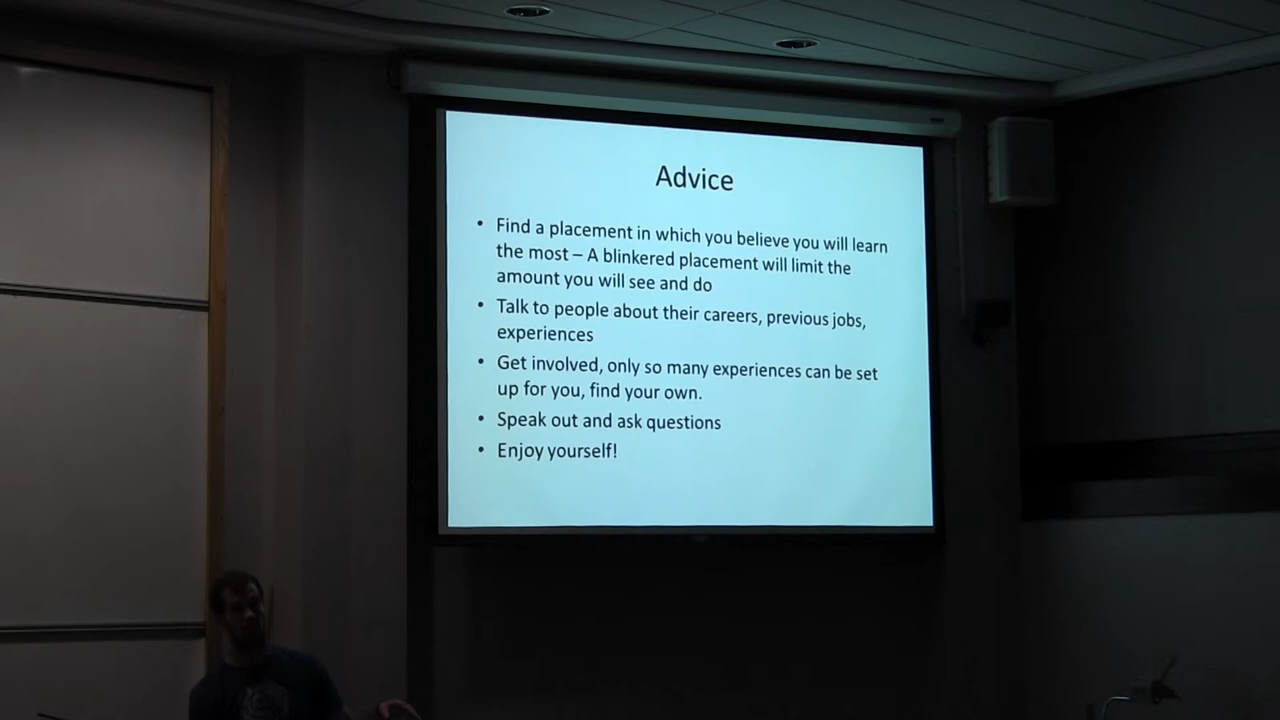 Advice
• Find a placement in which you believe you will learn
the most – A blinkered placement will limit the
amount you will see and do
• Talk to people about their careers, previous jobs,
experiences
• Get involved, only so many experiences can be set
up for you, find your own.
• Speak out and ask questions
• Enjoy yourself!